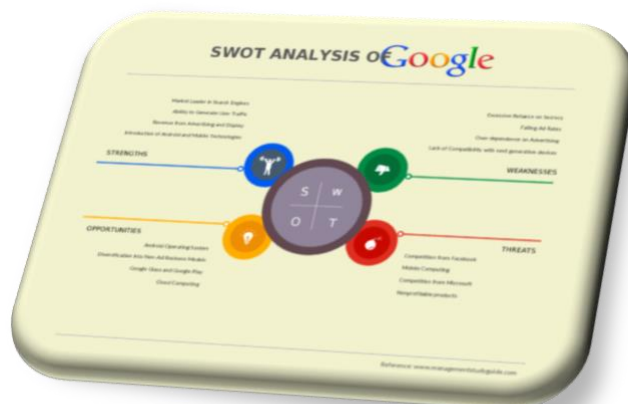 SWOT ANALYSIS OF Google
Market Leader in Search Engines
Ability to Generate User Traffic
Revenue from Advertising and Display
Introduction of Android and Mobile Technologies
STRENGTHS
Excessive Reliance on Secrecy
Falling Ad Rates
Over dependence on Advertising
Lack of Compatibility with next generation devices
WEAKNESSES
S W
O T
OPPORTUNITIES
Android Operating System
Diversification into Non-Ad Business Models
Google Glass and Google Play
Cloud Computing
THREATS
Competition from Facebook
Mobile Computing
Competition from Microsoft
Nonprofitable products
Reference: www.managementstudyguide.com